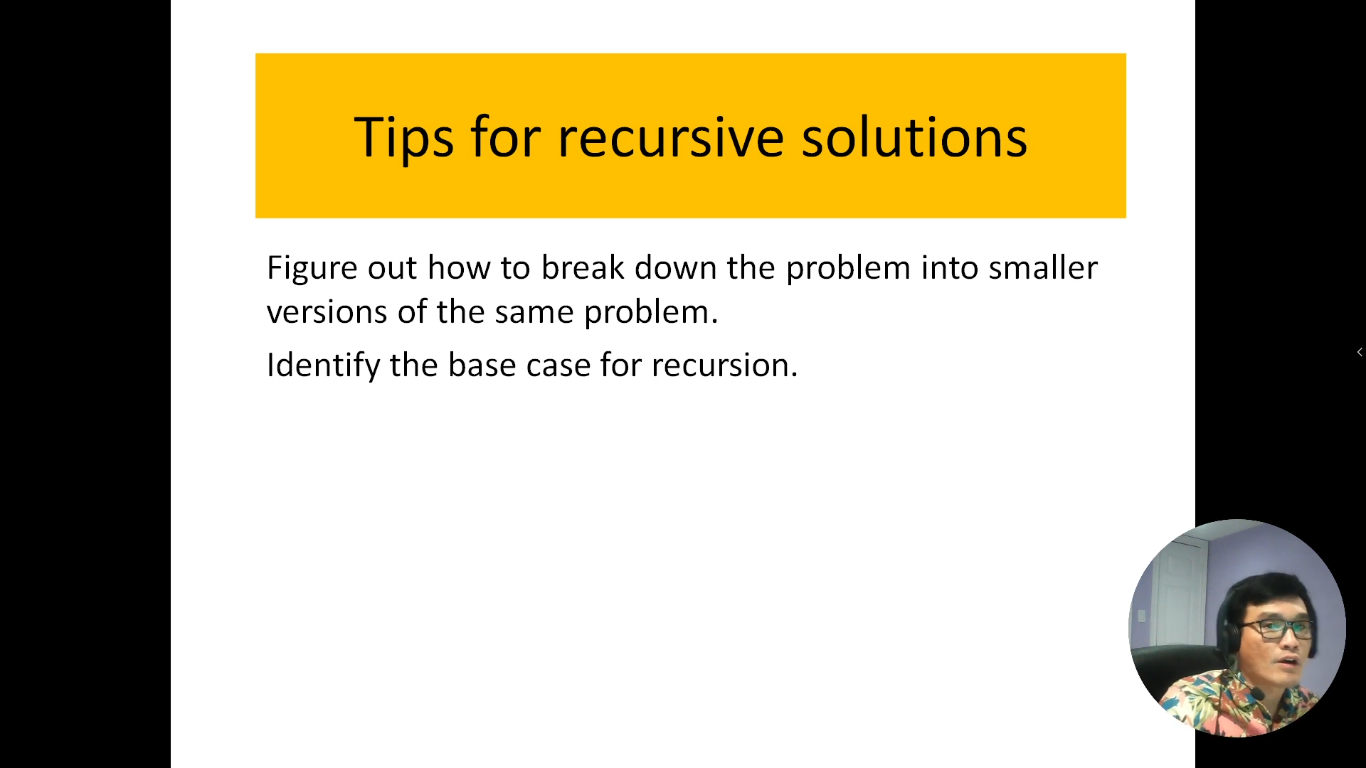 Tips for recursive solutions
Figure out how to break down the problem into smaller
versions of the same problem.
Identify the base case for recursion.